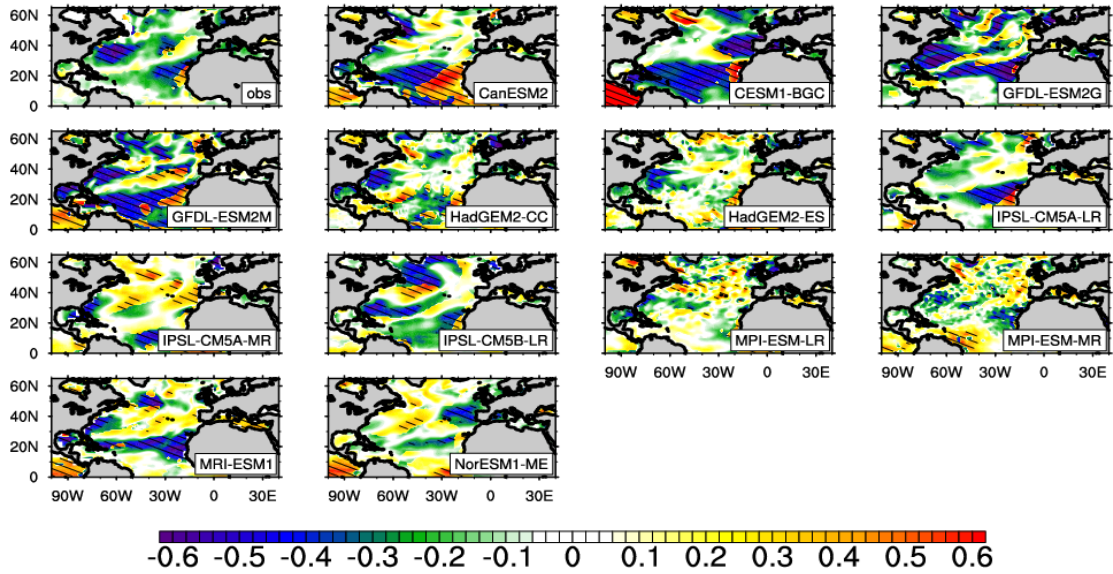 60N
40N
20N
0
obs
CanESM2
CESM1-BGC
GFDL-ESM2G
60N
40N
20N
0
GFDL-ESM2M
HadGEM2-CC
HadGEM2-ES
IPSL-CM5A-LR
60N
40N
20N
0
IPSL-CM5A-MR
IPSL-CM5B-LR
MPI-ESM-LR
MPI-ESM-MR
90W 60W 30W 0 30E 90W 60W 30W 0 30E
60N
40N
20N
0
MRI-ESM1
NorESM1-ME
90W 60W 30W 0 30E 90W 60W 30W 0 30E
-0.6 -0.5 -0.4 -0.3 -0.2 -0.1 0 0.1 0.2 0.3 0.4 0.5 0.6